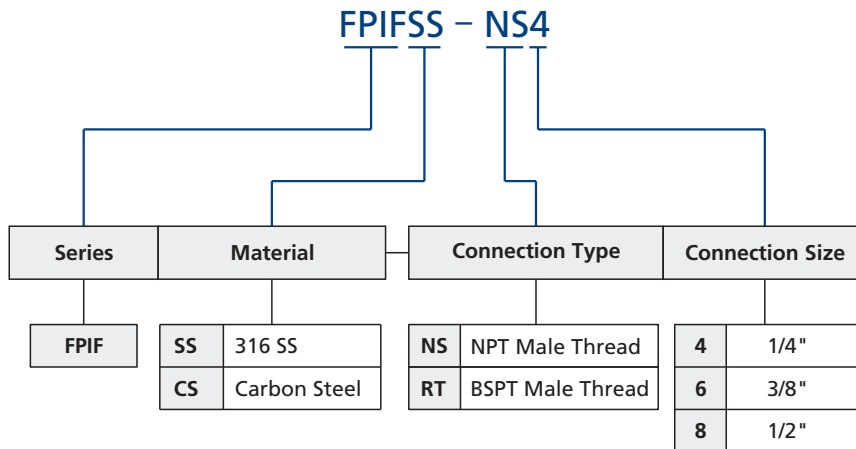 FPIFSS – NS4
Series Material Connection Type Connection Size
FPIF SS 316 SS NS NPT Male Thread 4 1/4"
CS Carbon Steel RT BSPT Male Thread 6 3/8"
8 1/2"